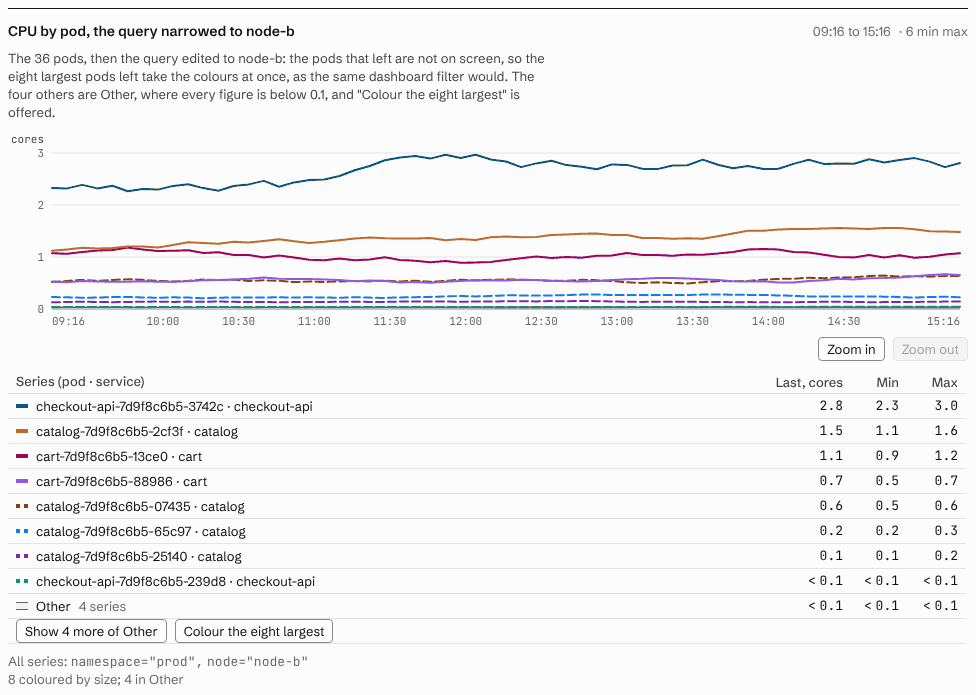 CPU by pod, the query narrowed to node-b
09:16 to 15:16 · 6 min max
The 36 pods, then the query edited to node-b: the pods that left are not on screen, so the
eight largest pods left take the colours at once, as the same dashboard filter would. The
four others are Other, where every figure is below 0.1, and "Colour the eight largest" is
offered.
cores
3
2
1
0
09:16 10:00 10:30 11:00 11:30 12:00 12:30 13:00 13:30 14:00 14:30 15:16
Zoom in Zoom out
Series (pod · service) Last, cores Min Max
checkout-api-7d9f8c6b5-3742c · checkout-api 2.8 2.3 3.0
catalog-7d9f8c6b5-2cf3f · catalog 1.5 1.1 1.6
cart-7d9f8c6b5-13ce0 · cart 1.1 0.9 1.2
cart-7d9f8c6b5-88986 · cart 0.7 0.5 0.7
catalog-7d9f8c6b5-07435 · catalog 0.6 0.5 0.6
catalog-7d9f8c6b5-65c97 · catalog 0.2 0.2 0.3
catalog-7d9f8c6b5-25140 · catalog 0.1 0.1 0.2
checkout-api-7d9f8c6b5-239d8 · checkout-api < 0.1 < 0.1 < 0.1
Other 4 series < 0.1 < 0.1 < 0.1
Show 4 more of Other Colour the eight largest
All series: namespace="prod", node="node-b"
8 coloured by size; 4 in Other